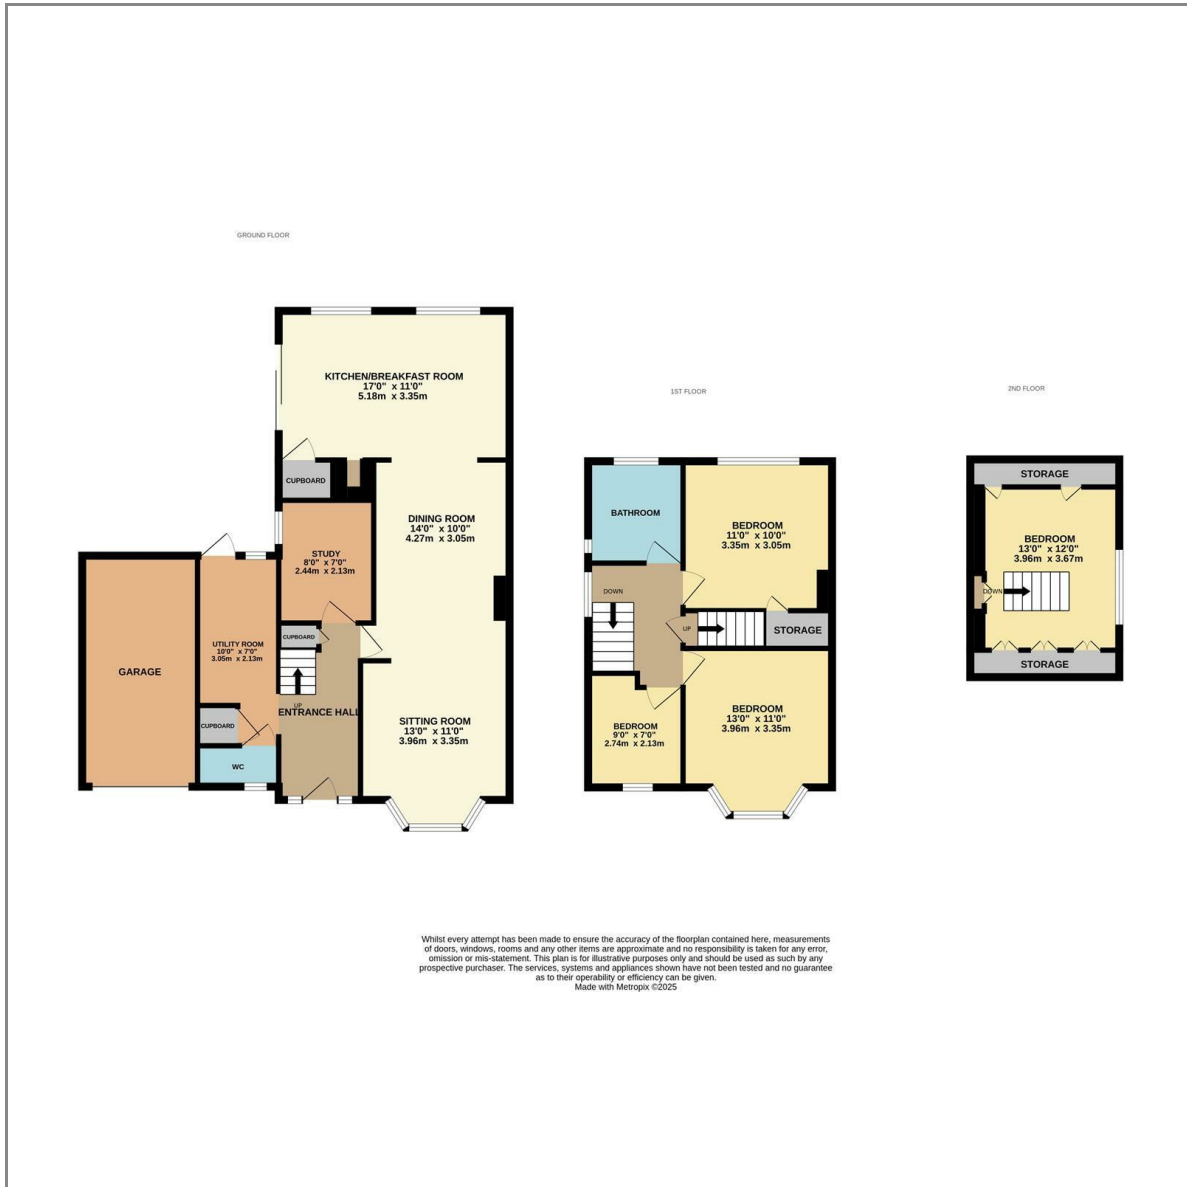 GROUND FLOOR
KITCHEN/BREAKFAST ROOM
17'0" x 11'0"
5.18m x 3.35m
CUPBOARD
DINING ROOM
14'0" x 10'0"
4.27m x 3.05m
STUDY
8'0" x 7'0"
2.44m x 2.13m
CUPBOARD
UTILITY ROOM
10'0" x 7'0"
3.05m x 2.13m
GARAGE
UP
ENTRANCE HALL
SITTING ROOM
13'0" x 11'0"
3.96m x 3.35m
CUPBOARD
WC
1ST FLOOR
BATHROOM
BEDROOM
11'0" x 10'0"
3.35m x 3.05m
DOWN
UP
STORAGE
BEDROOM
9'0" x 7'0"
2.74m x 2.13m
BEDROOM
13'0" x 11'0"
3.96m x 3.35m
2ND FLOOR
STORAGE
BEDROOM
13'0" x 12'0"
3.96m x 3.67m
DOWN
STORAGE
Whilst every attempt has been made to ensure the accuracy of the floorplan contained here, measurements
of doors, windows, rooms and any other items are approximate and no responsibility is taken for any error,
omission or mis-statement. This plan is for illustrative purposes only and should be used as such by any
prospective purchaser. The services, systems and appliances shown have not been tested and no guarantee
as to their operability or efficiency can be given.
Made with Metropix ©2025